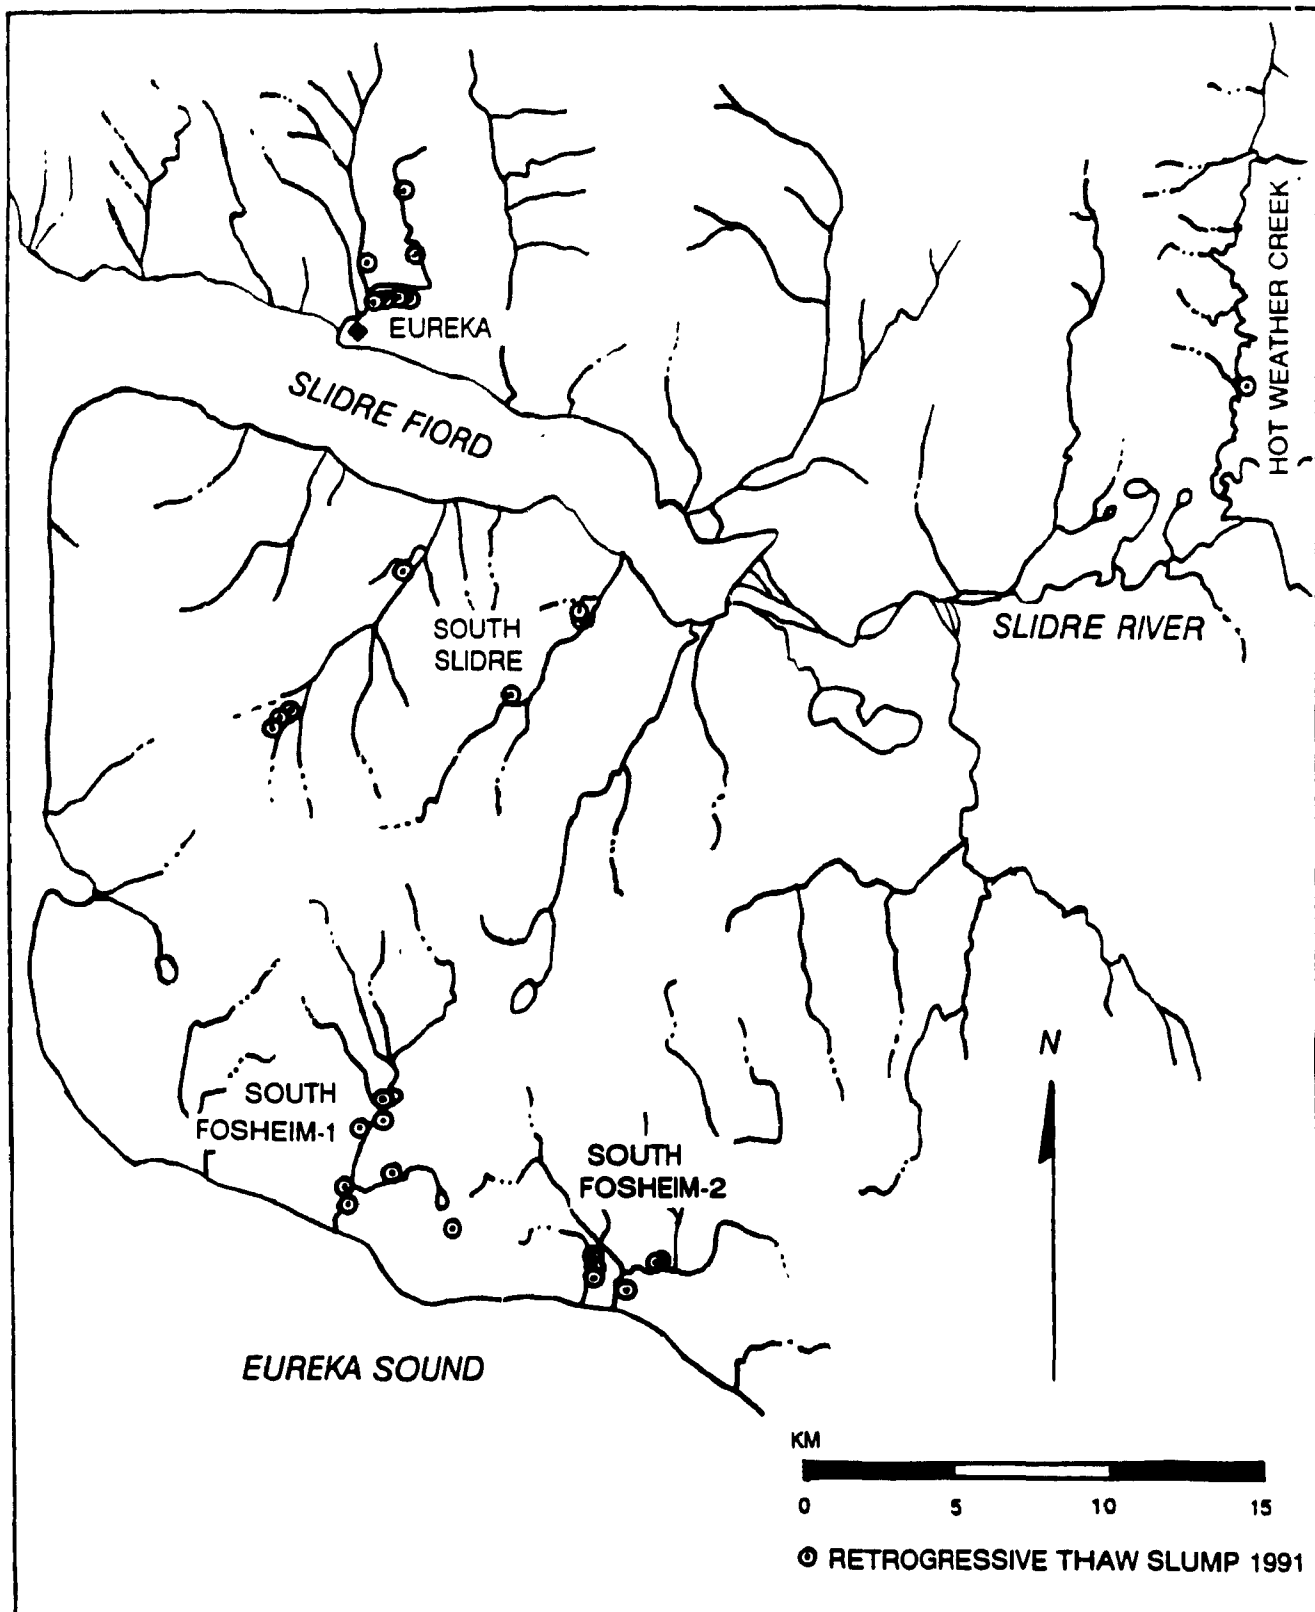 EUREKA
SLIDRE FIORD
HOT WEATHER CREEK
SOUTH
SLIDRE
SLIDRE RIVER
N
SOUTH
FOSHEIM-1
SOUTH
FOSHEIM-2
EUREKA SOUND
KM
0 5 10 15
RETROGRESSIVE THAW SLUMP 1991